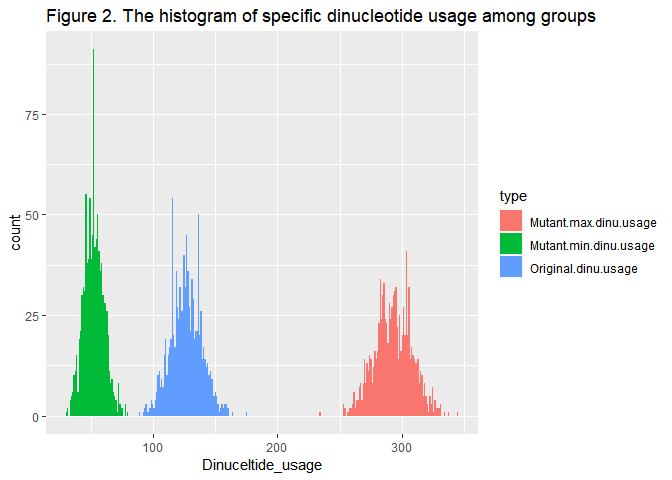 Figure 2. The histogram of specific dinucleotide usage among groups
75
50
25
0
count
100
200
300
Dinuceltide_usage
type
Mutant.max.dinu.usage
Mutant.min.dinu.usage
Original.dinu.usage